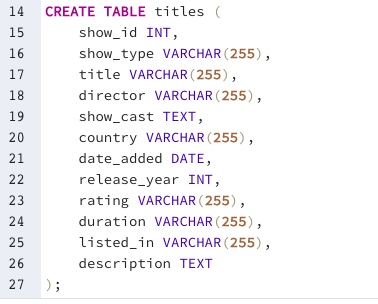 14 CREATE TABLE titles (
15 show_id INT,
16 show_type VARCHAR(255),
17 title VARCHAR(255),
18 director VARCHAR(255),
19 show_cast TEXT,
20 country VARCHAR(255),
21 date_added DATE,
22 release_year INT,
23 rating VARCHAR(255),
24 duration VARCHAR(255),
25 listed_in VARCHAR(255),
26 description TEXT
27 );